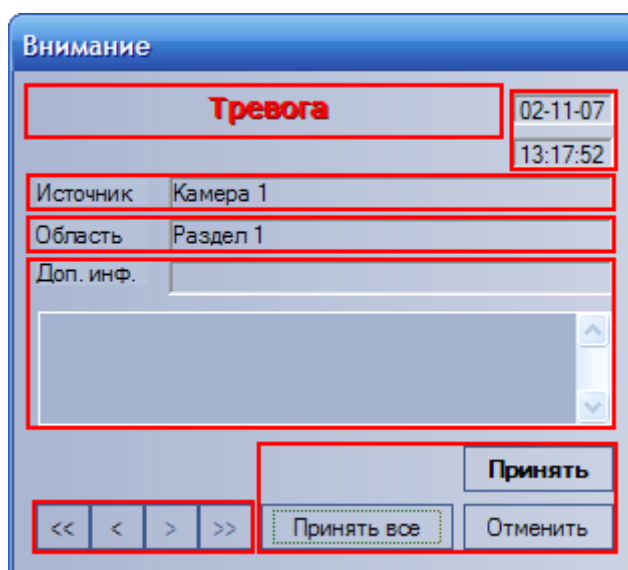 Внимание
Тревога
02-11-07
13:17:52
Источник Камера 1
Область Раздел 1
Доп. инф.
Принять
<< < > >> Принять все Отменить